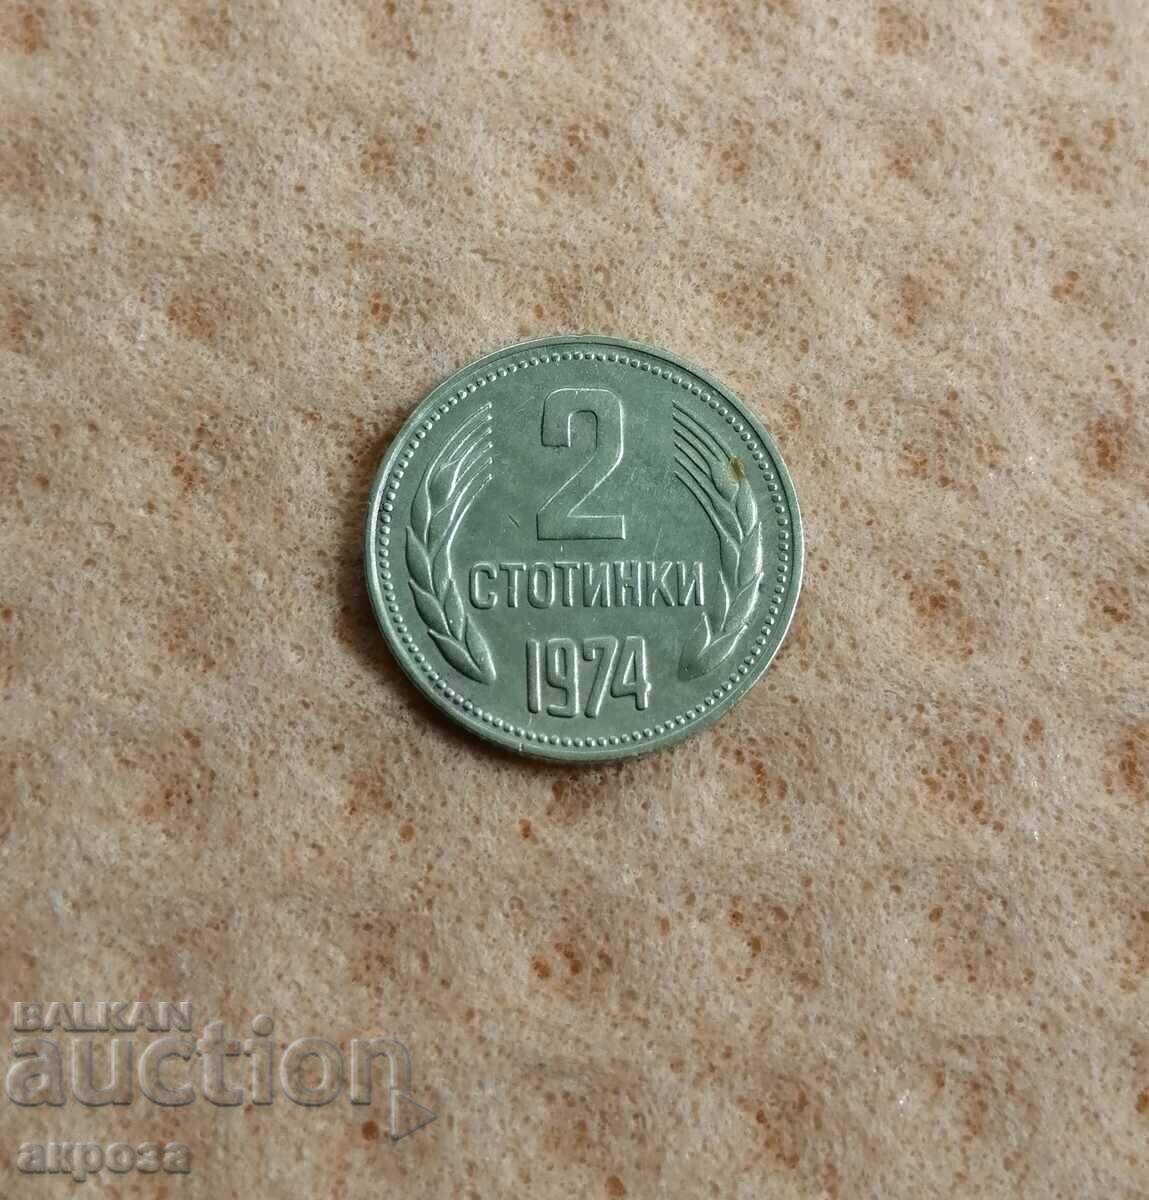 2
СТОТИНКИ
1974
BALKAN
auction
акроза